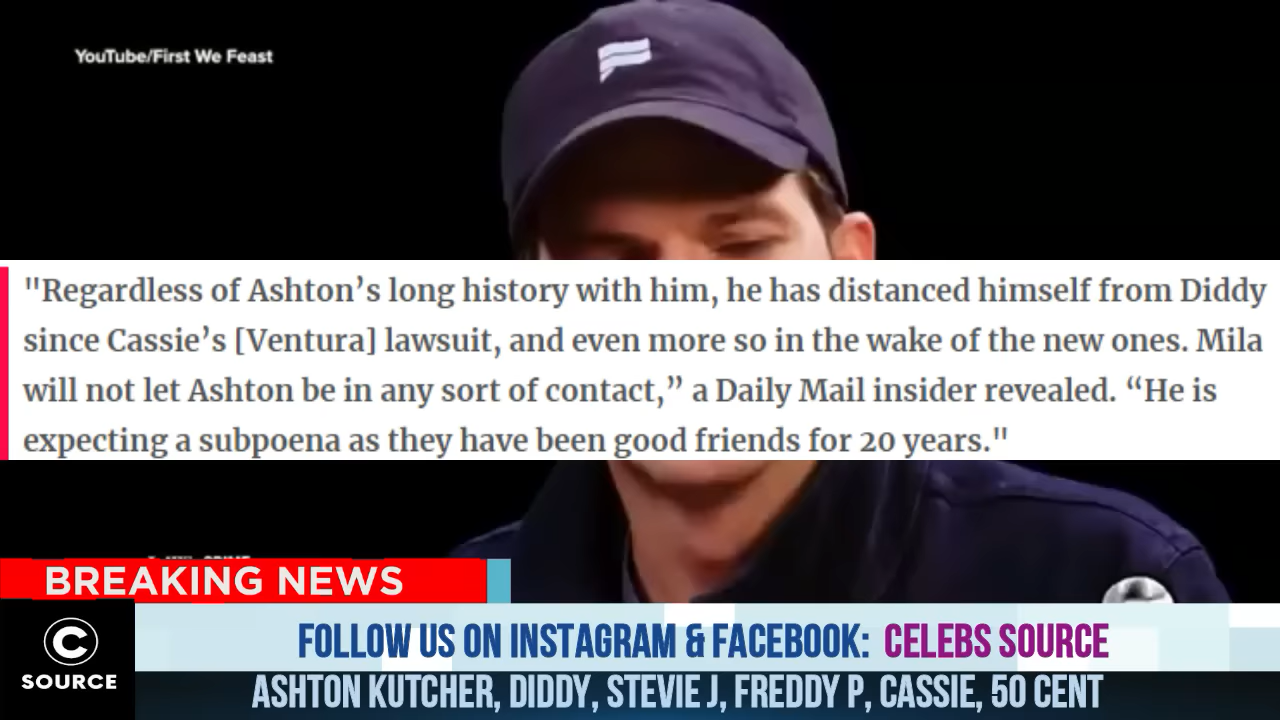 YouTube/First We Feast
"Regardless of Ashton’s long history with him, he has distanced himself from Diddy
since Cassie’s [Ventura] lawsuit, and even more so in the wake of the new ones. Mila
will not let Ashton be in any sort of contact,” a Daily Mail insider revealed. “He is
expecting a subpoena as they have been good friends for 20 years."
BREAKING NEWS
C
SOURCE
FOLLOW US ON INSTAGRAM & FACEBOOK: CELEBS SOURCE
ASHTON KUTCHER, DIDDY, STEVIE J, FREDDY P, CASSIE, 50 CENT